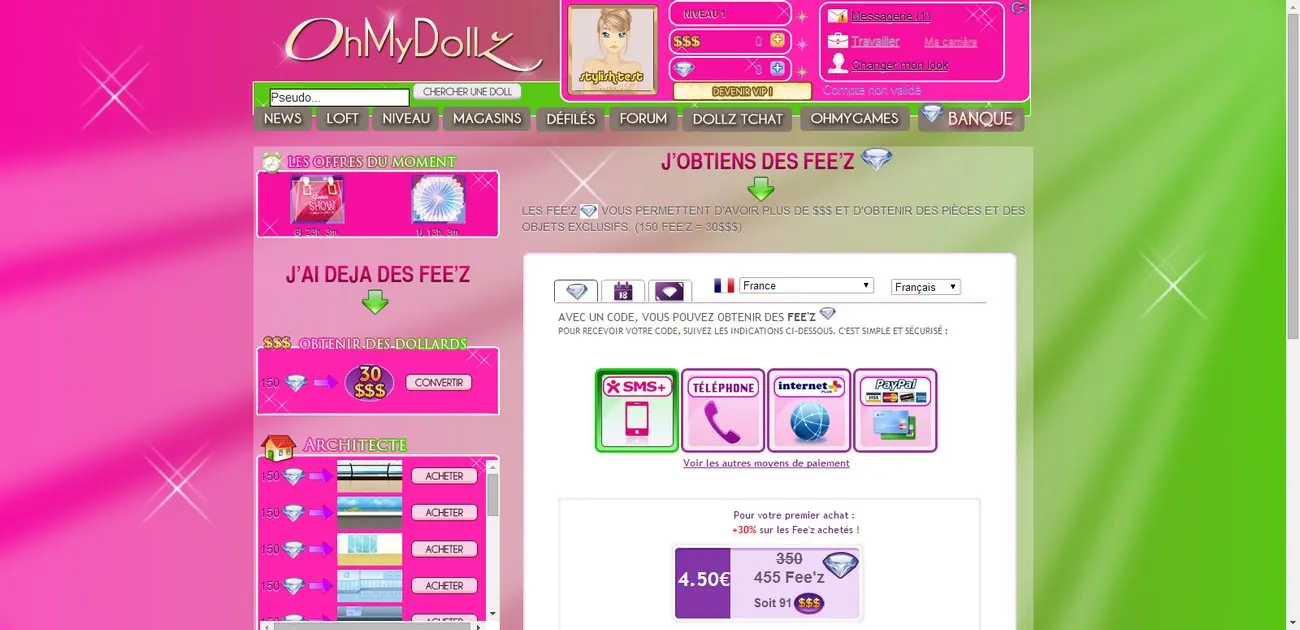 OhMyDollz
stylishtest
NIVEAU 1
$$$ 0
DEVENIR VIP !
Messagerie (1)
Travailler Ma carrière
Changer mon look
Compte non validé
Pseudo...
CHERCHER UNE DOLL
NEWS LOFT NIVEAU MAGASINS DÉFILÉS FORUM DOLLZ TCHAT OHMYGAMES BANQUE
LES OFFRES DU MOMENT
SHOW
8j 23h 3m 1j 13h 3m
J'AI DEJA DES FEE'Z
$$$ OBTENIR DES DOLLARDS
150 30 $$$ CONVERTIR
ARCHITECTE
150 ACHETER
150 ACHETER
150 ACHETER
150 ACHETER
150 ACHETER
J'OBTIENS DES FEE'Z
LES FEE'Z VOUS PERMETTENT D'AVOIR PLUS DE $$$ ET D'OBTENIR DES PIÈCES ET DES
OBJETS EXCLUSIFS. (150 FEE'Z = 30$$$)
18
France Français
AVEC UN CODE, VOUS POUVEZ OBTENIR DES FEE'Z
POUR RECEVOIR VOTRE CODE, SUIVEZ LES INDICATIONS CI-DESSOUS. C'EST SIMPLE ET SÉCURISÉ :
SMS+ TÉLÉPHONE internet+ PLUS PayPal
VISA
Voir les autres moyens de paiement
Pour votre premier achat :
+30% sur les Fee'z achetés !
350
4.50€ 455 Fee'z
Soit 91 $$$